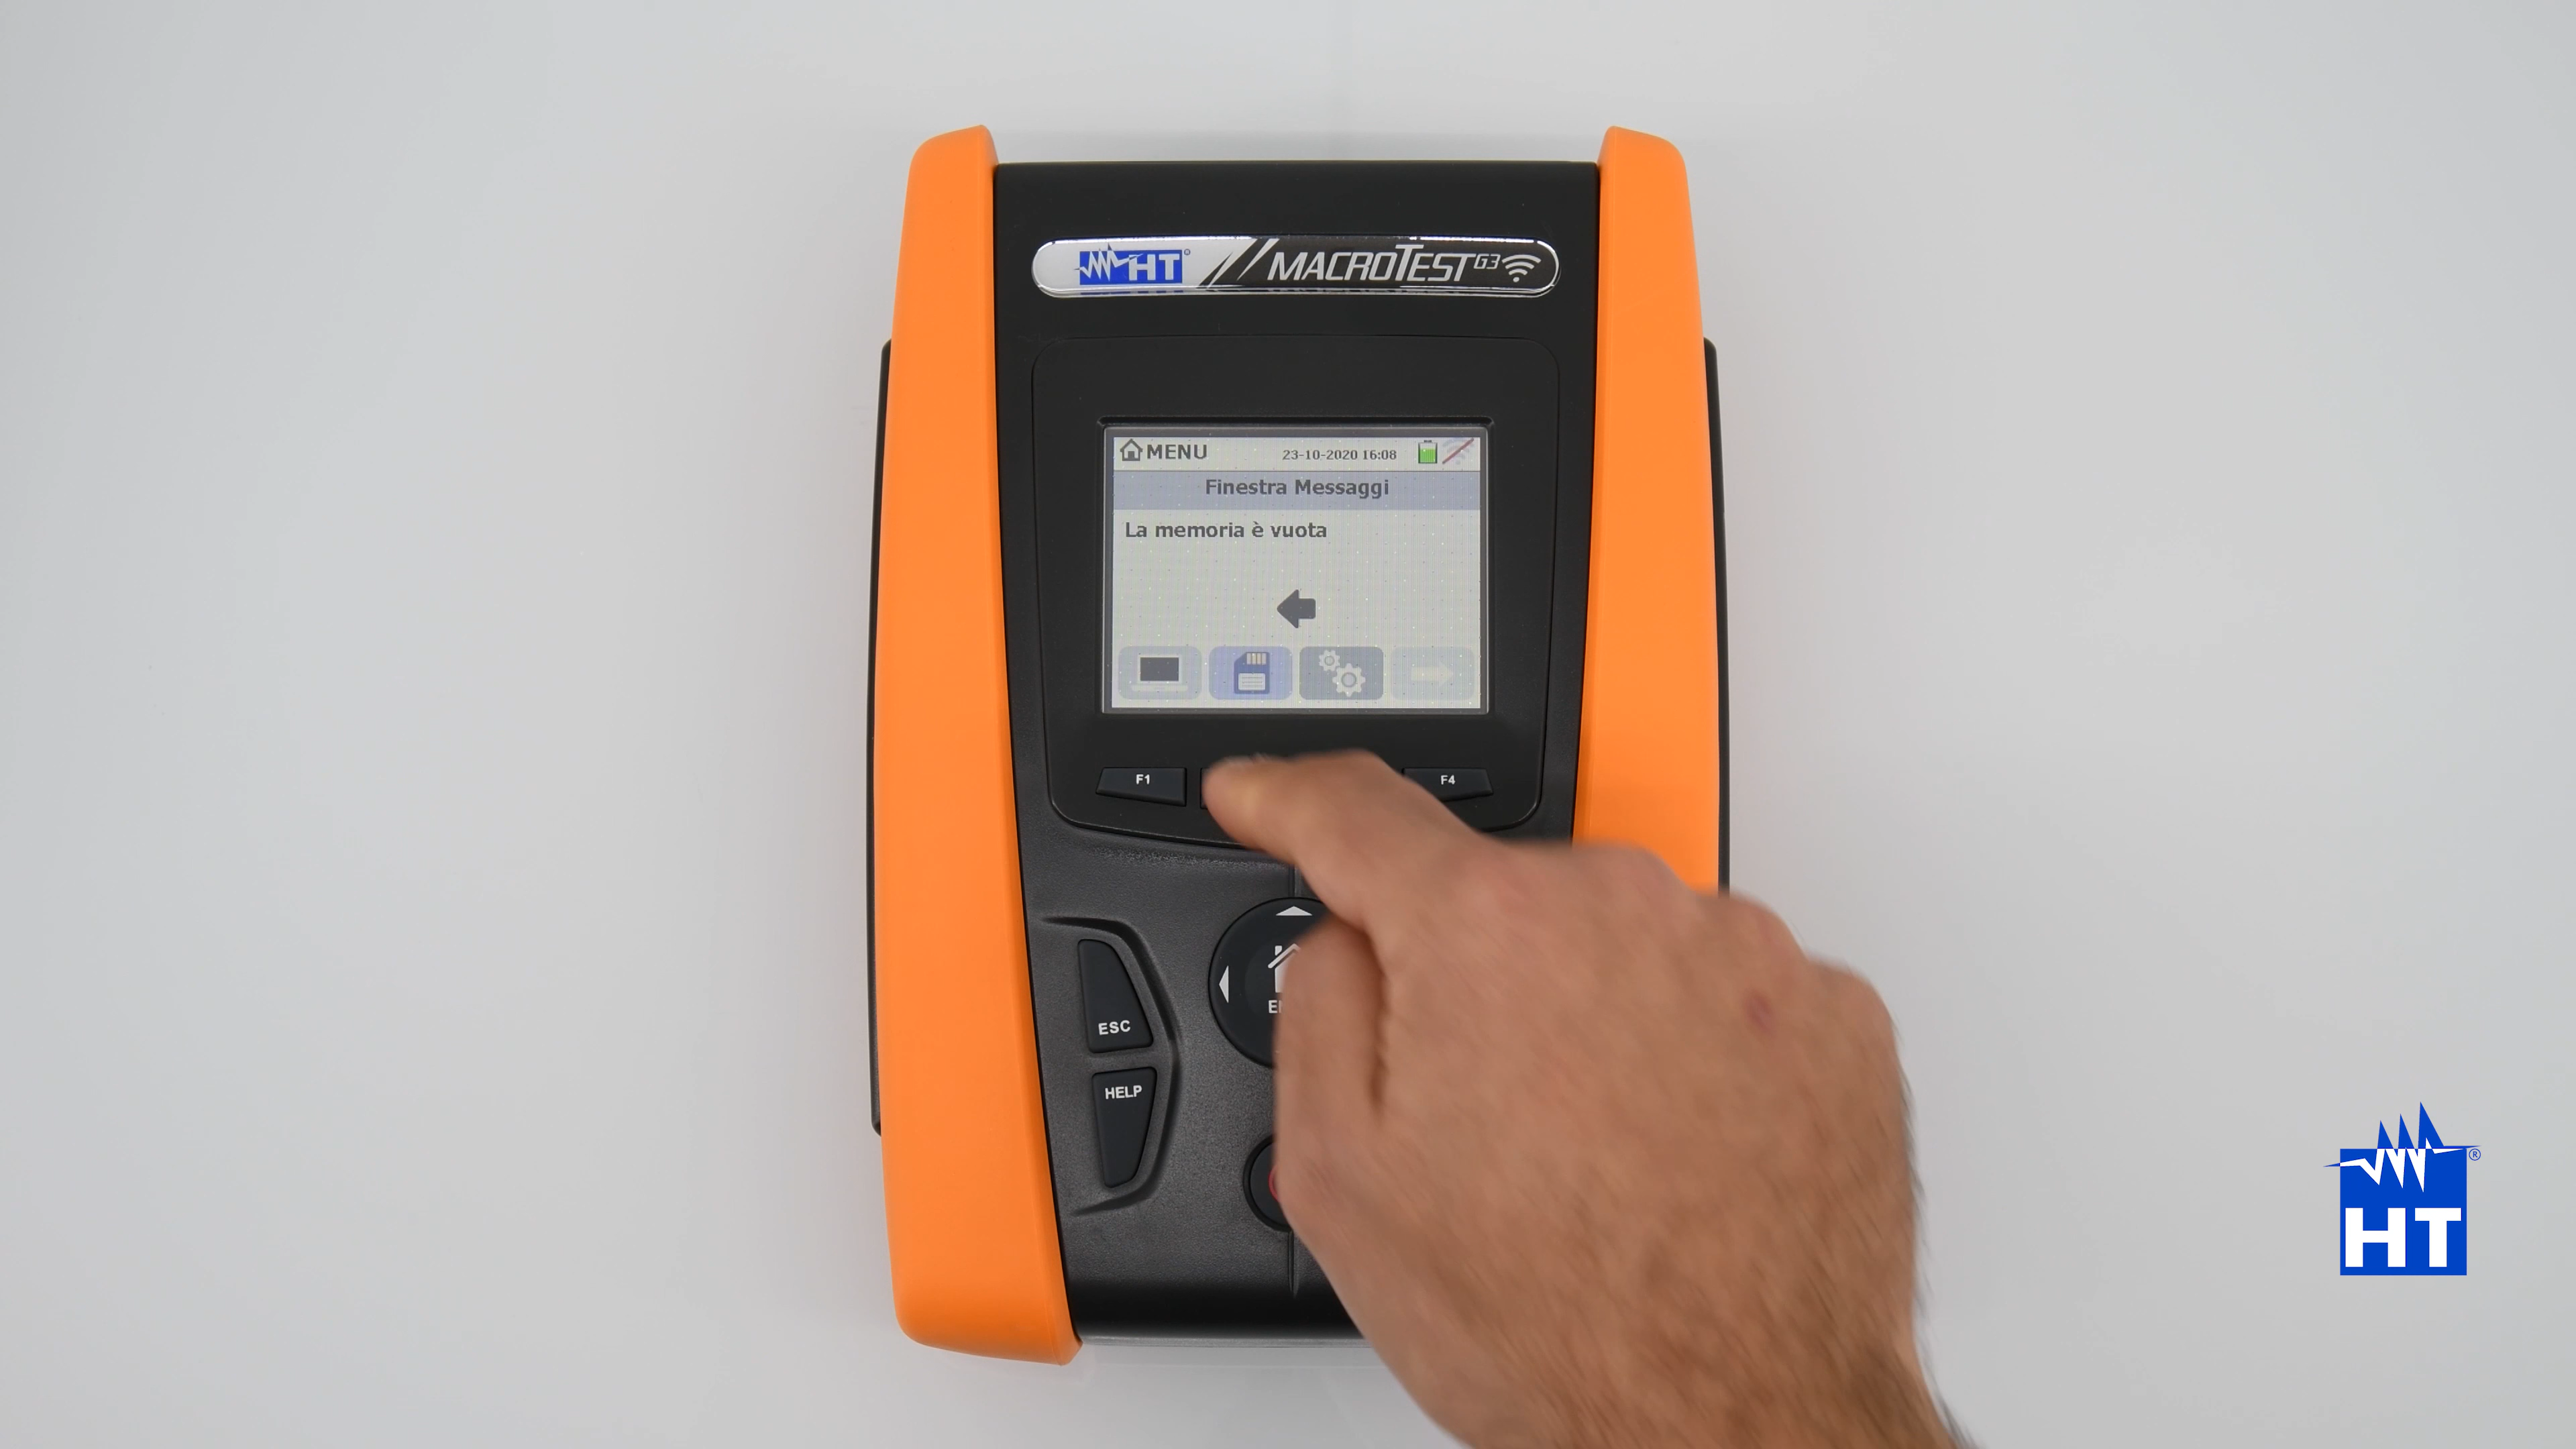 HT® MACROTEST G3
MENU 23-10-2020 16:08
Finestra Messaggi
La memoria è vuota
F1 F4
ESC
HELP
HT®